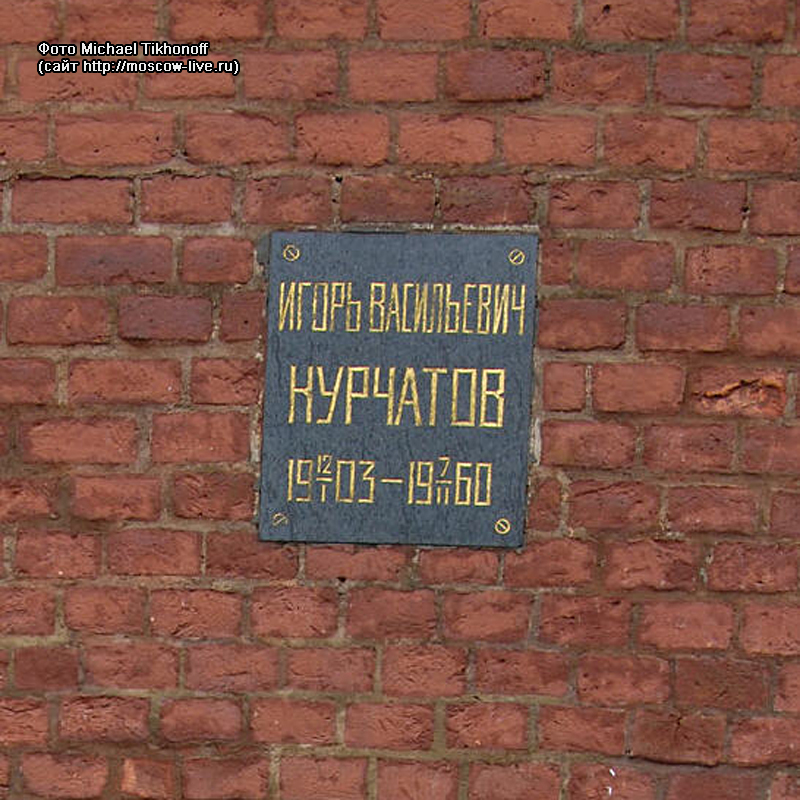 Фото Michael Tikhonoff
(сайт http://moscow-live.ru)
ИГОРЬ ВАСИЛЬЕВИЧ
КУРЧАТОВ
19 12/I 03 — 19 7/II 60